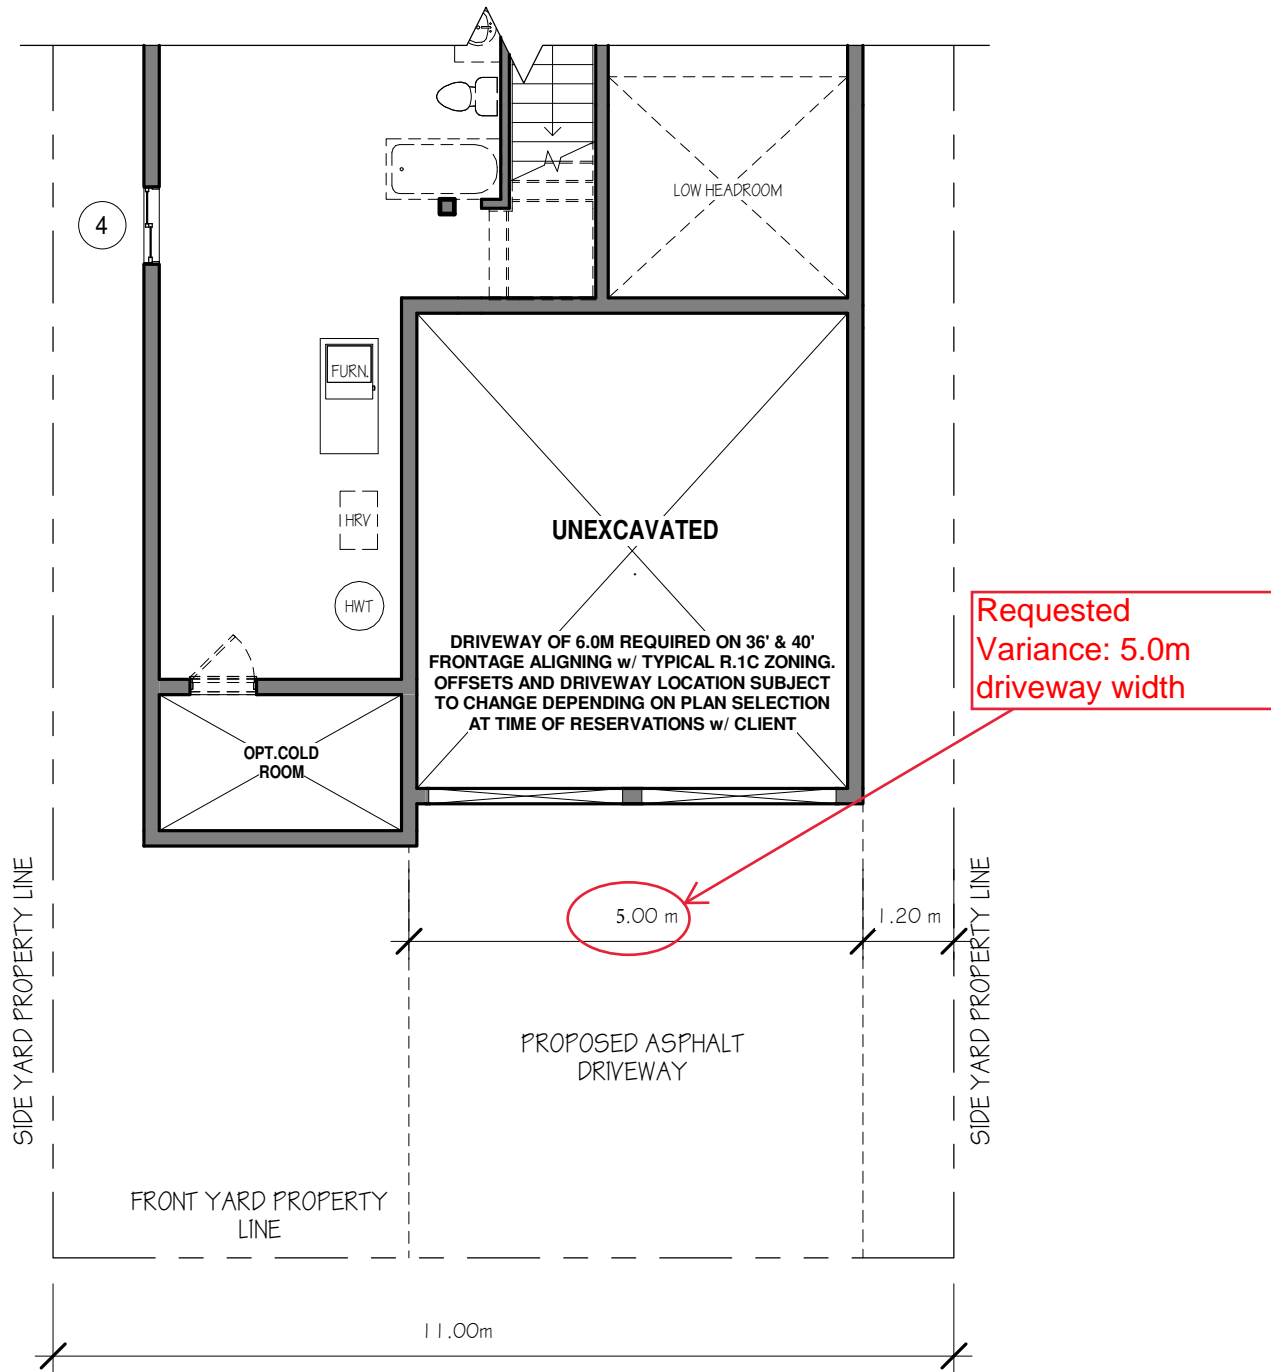 LOW HEADROOM
4
FURN.
HRV
HWT
UNEXCAVATED
DRIVEWAY OF 6.0M REQUIRED ON 36' & 40'
FRONTAGE ALIGNING w/ TYPICAL R.1C ZONING.
OFFSETS AND DRIVEWAY LOCATION SUBJECT
TO CHANGE DEPENDING ON PLAN SELECTION
AT TIME OF RESERVATIONS w/ CLIENT
Requested
Variance: 5.0m
driveway width
OPT.COLD
ROOM
5.00 m
1.20 m
SIDE YARD PROPERTY LINE
SIDE YARD PROPERTY LINE
PROPOSED ASPHALT
DRIVEWAY
FRONT YARD PROPERTY
LINE
11.00m